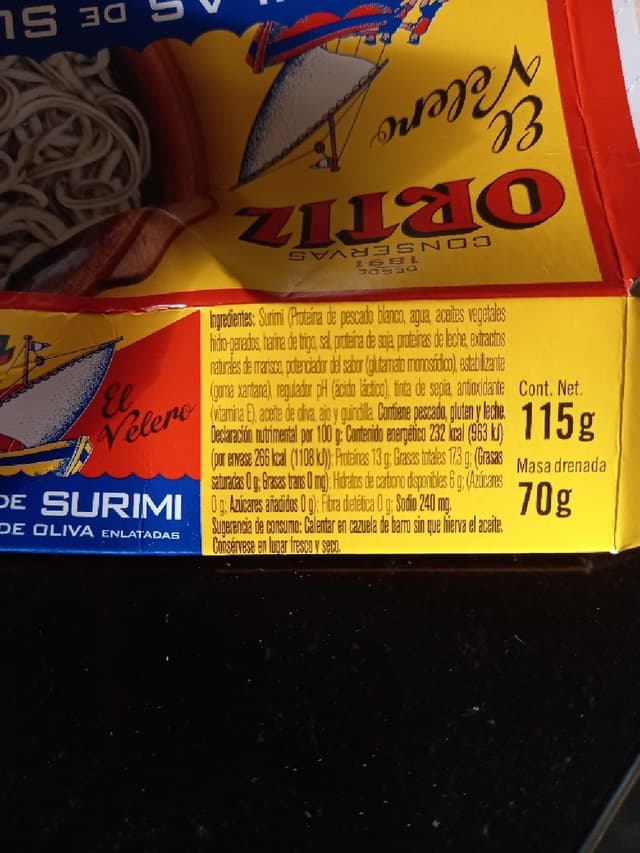 SURIMI DE
El
Velero
ORTIZ
CONSERVAS
DESDE
1891
Ingredientes: Surimi (Proteína de pescado blanco, agua, aceites vegetales
hidro-genados, harina de trigo, sal, proteína de soja, proteínas de leche, extractos
naturales de marisco, potenciador del sabor (glutamato monosódico), estabilizante
(goma xantana), regulador pH (ácido láctico), tinta de sepia, antioxidante
(vitamina E), aceite de oliva, ajo y guindilla. Contiene pescado, gluten y leche.
Declaración nutrimental por 100 g: Contenido energético 232 kcal (963 kJ)
(por envase 266 kcal (1108 kJ)); Proteínas 13 g; Grasas totales 17,3 g; (Grasas
saturadas 0 g; Grasas trans 0 mg); Hidratos de carbono disponibles 6 g; (Azúcares
0 g; Azúcares añadidos 0 g); Fibra dietética 0 g; Sodio 240 mg.
Sugerencia de consumo: Calentar en cazuela de barro sin que hierva el aceite.
Consérvese en lugar fresco y seco.
Cont. Net.
115g
Masa drenada
70g
El
Velero
DE SURIMI
DE OLIVA ENLATADAS